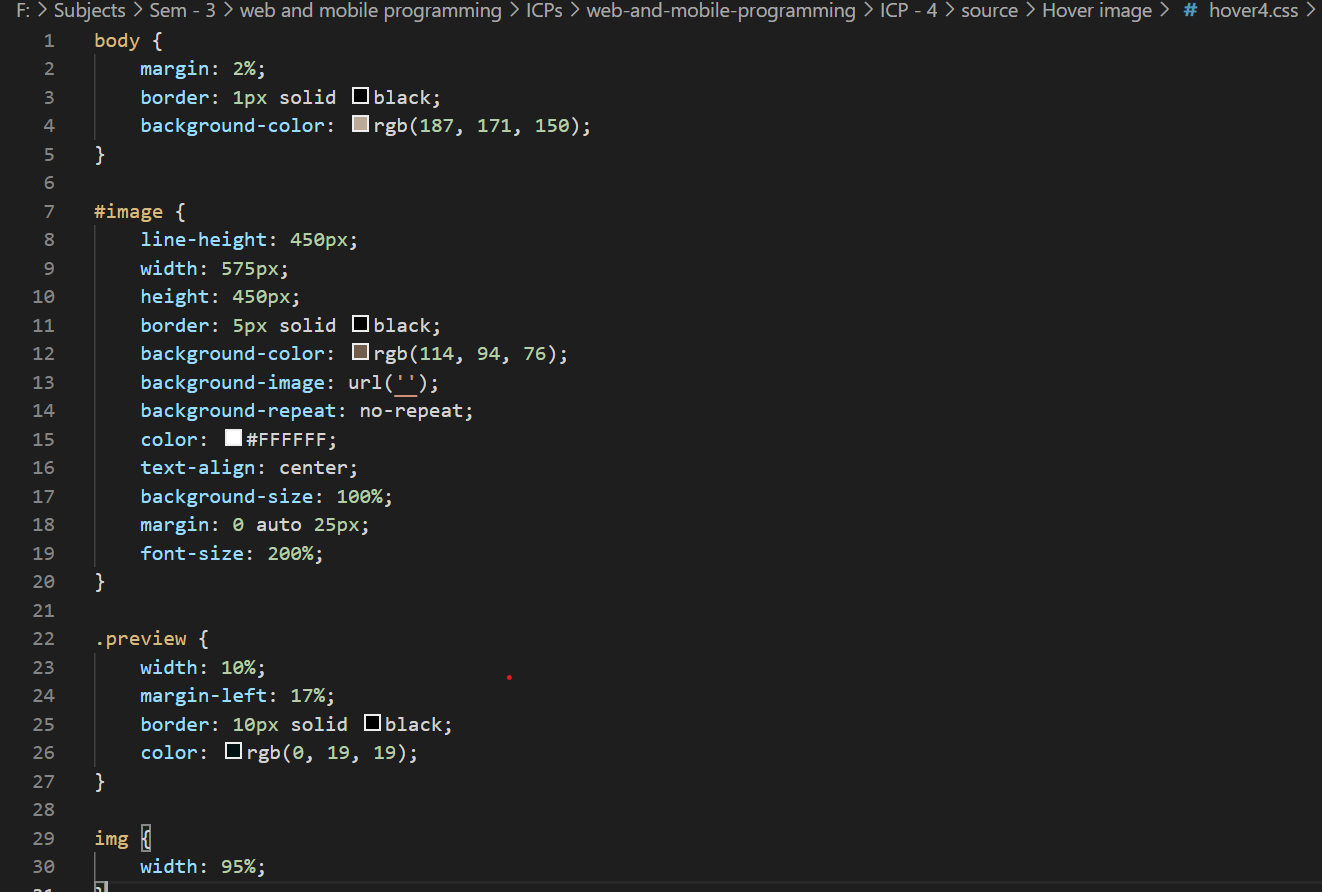 F: > Subjects > Sem - 3 > web and mobile programming > ICPs > web-and-mobile-programming > ICP - 4 > source > Hover image > # hover4.css >
1 body {
2     margin: 2%;
3     border: 1px solid black;
4     background-color: rgb(187, 171, 150);
5 }
6
7 #image {
8     line-height: 450px;
9     width: 575px;
10     height: 450px;
11     border: 5px solid black;
12     background-color: rgb(114, 94, 76);
13     background-image: url('');
14     background-repeat: no-repeat;
15     color: #FFFFFF;
16     text-align: center;
17     background-size: 100%;
18     margin: 0 auto 25px;
19     font-size: 200%;
20 }
21
22 .preview {
23     width: 10%;
24     margin-left: 17%;
25     border: 10px solid black;
26     color: rgb(0, 19, 19);
27 }
28
29 img {
30     width: 95%;
31 }